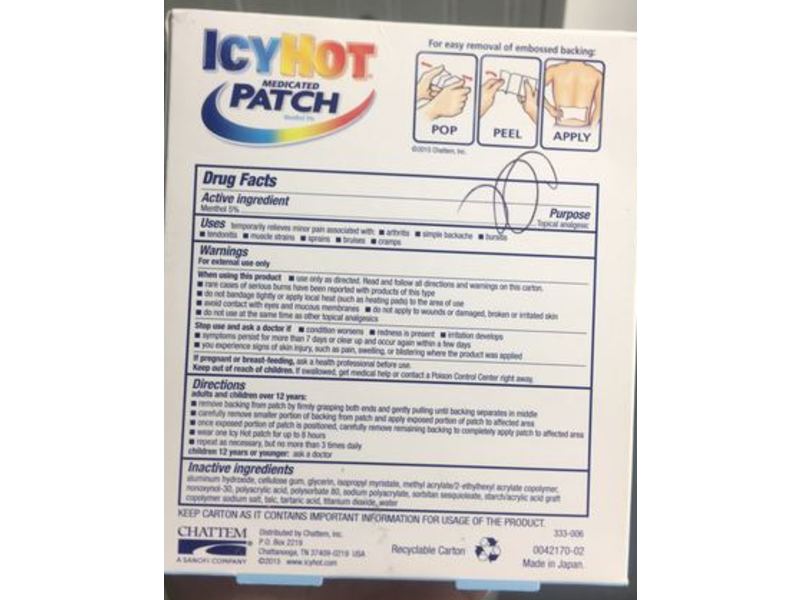 ICY HOT
MEDICATED
PATCH
Menthol 5%
For easy removal of embossed backing:
POP
PEEL
APPLY
©2015 Chattem, Inc.
Drug Facts
Active ingredient
Purpose
Menthol 5%
Topical analgesic
Uses temporarily relieves minor pain associated with: ■ arthritis ■ simple backache ■ bursitis
■ tendonitis ■ muscle strains ■ sprains ■ bruises ■ cramps
Warnings
For external use only
When using this product ■ use only as directed. Read and follow all directions and warnings on this carton.
■ rare cases of serious burns have been reported with products of this type
■ do not bandage tightly or apply local heat (such as heating pads) to the area of use
■ avoid contact with eyes and mucous membranes ■ do not apply to wounds or damaged, broken or irritated skin
■ do not use at the same time as other topical analgesics
Stop use and ask a doctor if ■ condition worsens ■ redness is present ■ irritation develops
■ symptoms persist for more than 7 days or clear up and occur again within a few days
■ you experience signs of skin injury, such as pain, swelling, or blistering where the product was applied
If pregnant or breast-feeding, ask a health professional before use.
Keep out of reach of children. If swallowed, get medical help or contact a Poison Control Center right away.
Directions
adults and children over 12 years:
■ remove backing from patch by firmly grasping both ends and gently pulling until backing separates in middle
■ carefully remove smaller portion of backing from patch and apply exposed portion of patch to affected area
■ once exposed portion of patch is positioned, carefully remove remaining backing to completely apply patch to affected area
■ wear one Icy Hot patch for up to 8 hours
■ repeat as necessary, but no more than 3 times daily
children 12 years or younger: ask a doctor
Inactive ingredients
aluminum hydroxide, cellulose gum, glycerin, isopropyl myristate, methyl acrylate/2-ethylhexyl acrylate copolymer,
nonoxynol-30, polyacrylic acid, polysorbate 80, sodium polyacrylate, sorbitan sesquioleate, starch/acrylic acid graft
copolymer sodium salt, talc, tartaric acid, titanium dioxide, water
KEEP CARTON AS IT CONTAINS IMPORTANT INFORMATION FOR USAGE OF THE PRODUCT.
CHATTEM
A SANOFI COMPANY
Distributed by Chattem, Inc.
P.O. Box 2219
Chattanooga, TN 37409-0219 USA
©2015 www.icyhot.com
Recyclable Carton
333-006
0042170-02
Made in Japan.